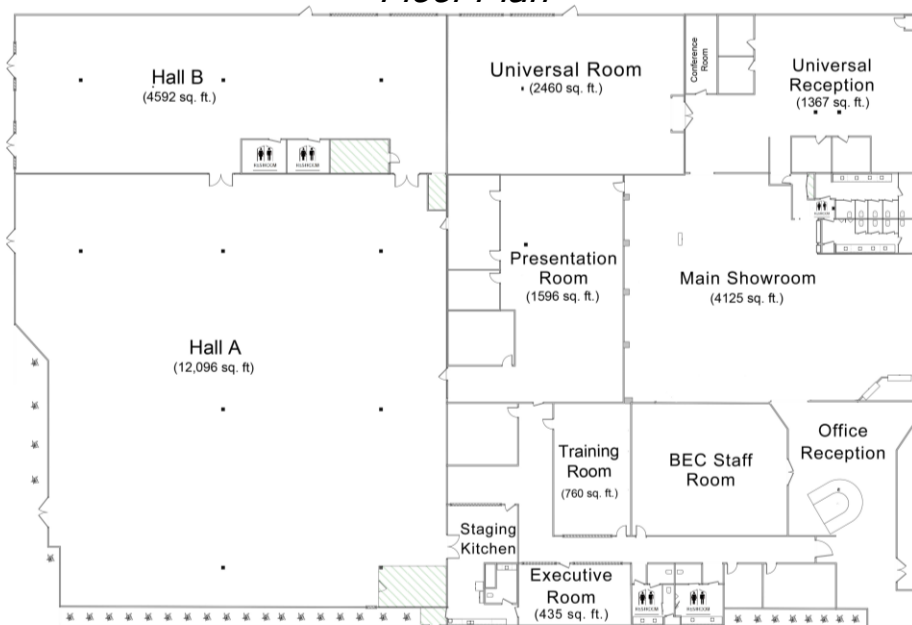 Floor Plan
Hall B
(4592 sq. ft.)
Universal Room
(2460 sq. ft.)
Conference
Room
Universal
Reception
(1367 sq. ft.)
Presentation
Room
(1596 sq. ft.)
Main Showroom
(4125 sq. ft.)
Hall A
(12,096 sq. ft)
Training
Room
(760 sq. ft.)
BEC Staff
Room
Office
Reception
Staging
Kitchen
Executive
Room
(435 sq. ft.)